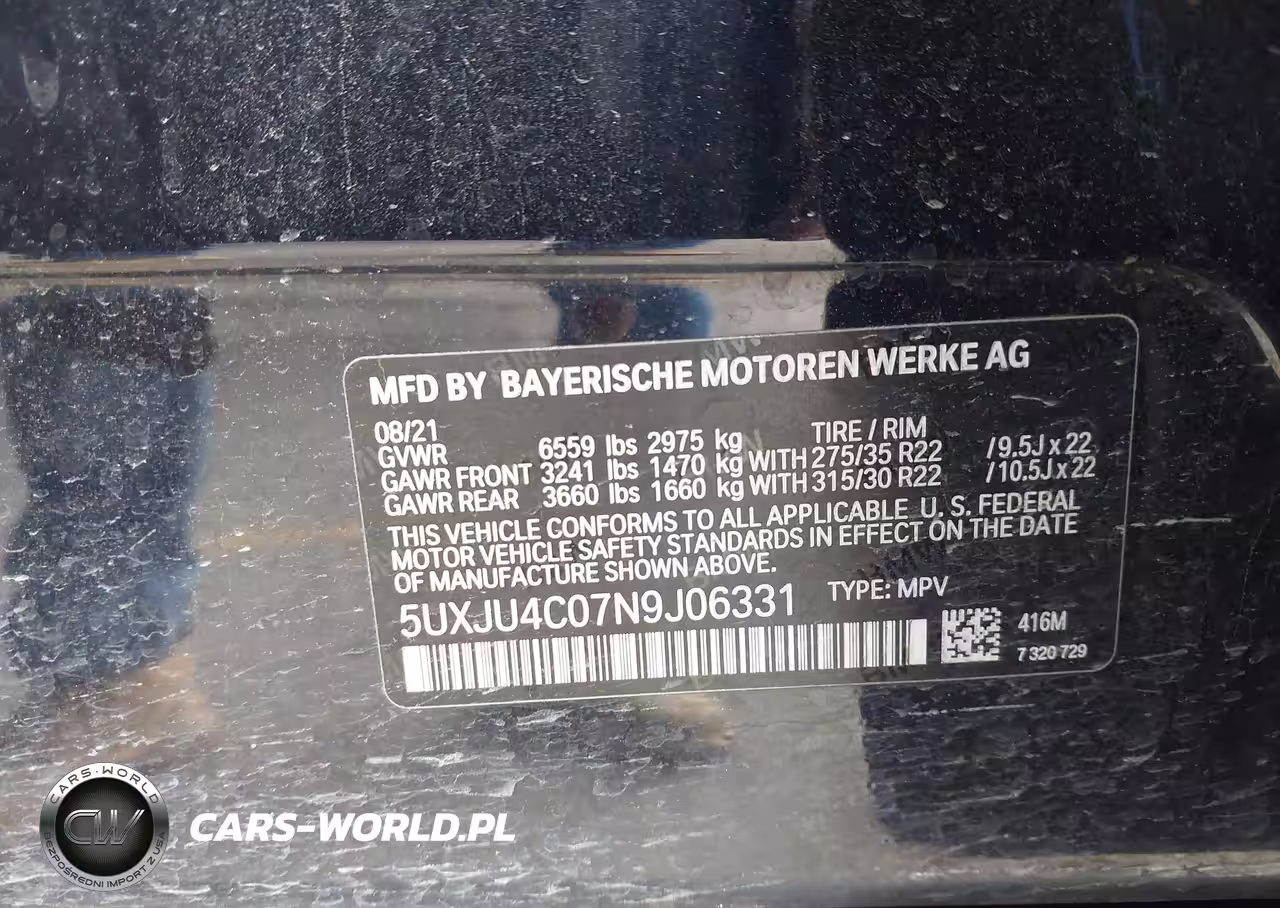 MFD BY BAYERISCHE MOTOREN WERKE AG
08/21 TIRE / RIM
GVWR 6559 lbs 2975 kg
GAWR FRONT 3241 lbs 1470 kg WITH 275/35 R22 /9.5J x 22
GAWR REAR 3660 lbs 1660 kg WITH 315/30 R22 /10.5J x 22
THIS VEHICLE CONFORMS TO ALL APPLICABLE U. S. FEDERAL
MOTOR VEHICLE SAFETY STANDARDS IN EFFECT ON THE DATE
OF MANUFACTURE SHOWN ABOVE.
5UXJU4C07N9J06331 TYPE: MPV
416M
7 320 729
CARS-WORLD
CW
BEZPOŚREDNI IMPORT Z USA
CARS-WORLD.PL